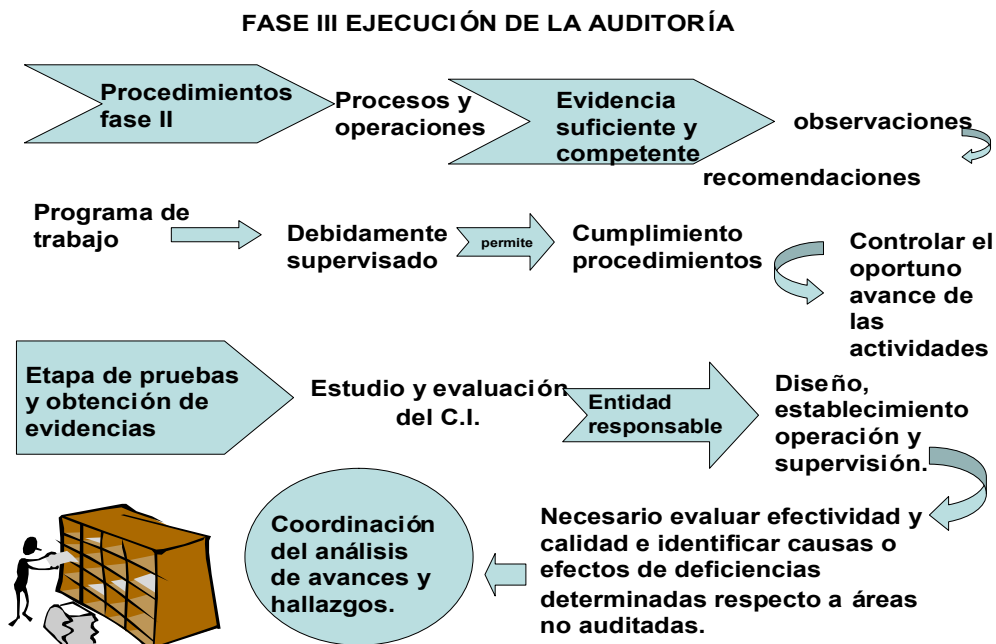 FASE III EJECUCIÓN DE LA AUDITORÍA
Procedimientos
fase II
Procesos y
operaciones
Evidencia
suficiente y
competente
observaciones
recomendaciones
Programa de
trabajo
Debidamente
supervisado
permite
Cumplimiento
procedimientos
Controlar el
oportuno
avance de
las
actividades
Etapa de pruebas
y obtención de
evidencias
Estudio y evaluación
del C.I.
Entidad
responsable
Diseño,
establecimiento
operación y
supervisión.
Necesario evaluar efectividad y
calidad e identificar causas o
efectos de deficiencias
determinadas respecto a áreas
no auditadas.
Coordinación
del análisis
de avances y
hallazgos.